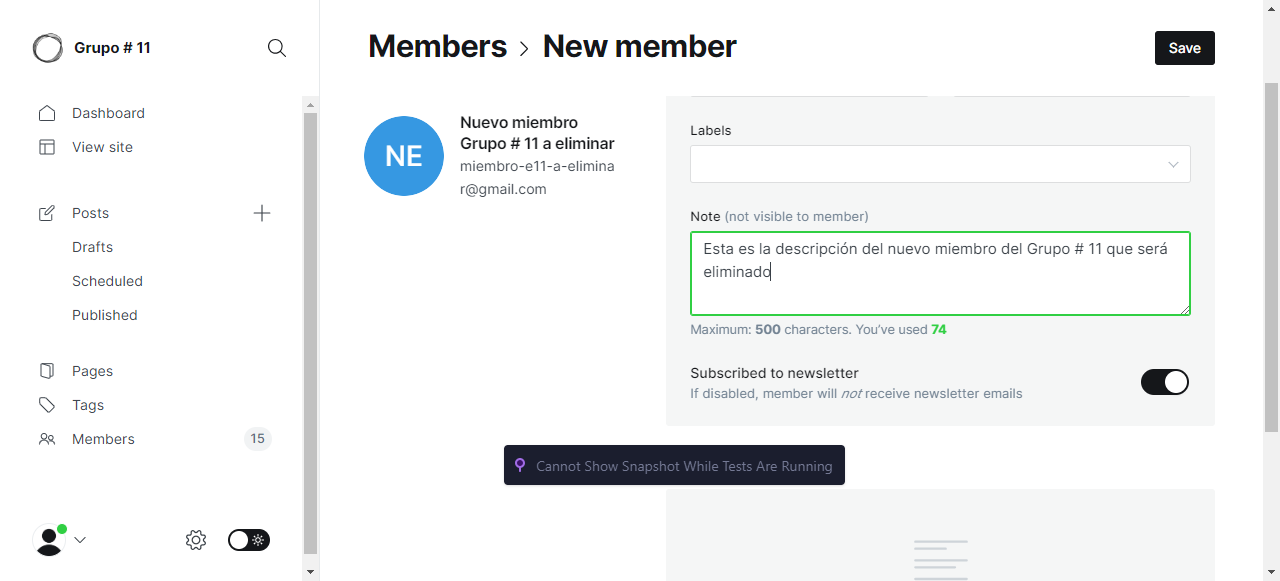 Grupo # 11
Dashboard
View site
Posts
Drafts
Scheduled
Published
Pages
Tags
Members
15
Members > New member
Save
NE
Nuevo miembro
Grupo # 11 a eliminar
miembro-e11-a-elimina
r@gmail.com
Labels
Note (not visible to member)
Esta es la descripción del nuevo miembro del Grupo # 11 que será
eliminado
Maximum: 500 characters. You’ve used 74
Subscribed to newsletter
If disabled, member will not receive newsletter emails
Cannot Show Snapshot While Tests Are Running